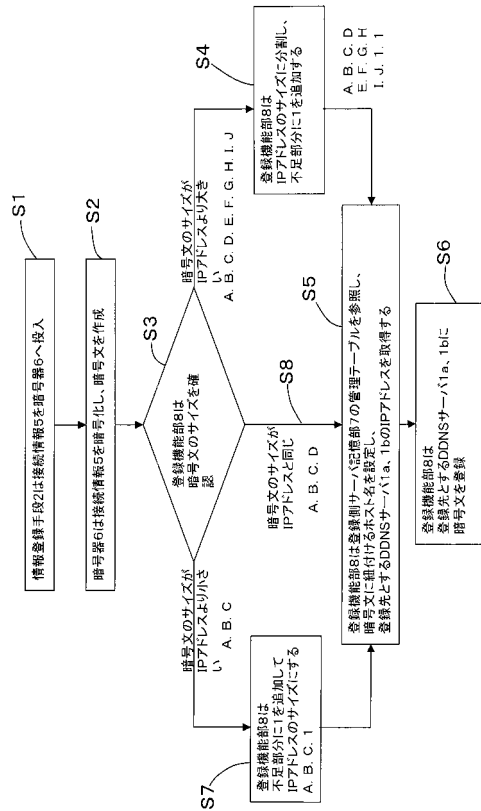 S1
情報登録手段2は接続情報5を暗号器6へ投入
S2
暗号器6は接続情報5を暗号化し、暗号文を作成
S3
登録機能部8は
暗号文のサイズを確
認
暗号文のサイズが
IPアドレスより小さ
い
A. B. C
暗号文のサイズが
IPアドレスと同じ
A. B. C. D
S8
暗号文のサイズが
IPアドレスより大き
い
A. B. C. D. E. F. G. H. I. J
S7
登録機能部8は
不足部分に1を追加して
IPアドレスのサイズにする
A. B. C. 1
S4
登録機能部8は
IPアドレスのサイズに分割し、
不足部分に1を追加する
A. B. C. D
E. F. G. H
I. J. 1. 1
S5
登録機能部8は登録側サーバ記憶部7の管理テーブルを参照し、
暗号文に紐付けるホスト名を設定し、
登録先とするDDNSサーバ1a、1bのIPアドレスを取得する
S6
登録機能部8は
登録先とするDDNSサーバ1a、1bに
暗号文を登録